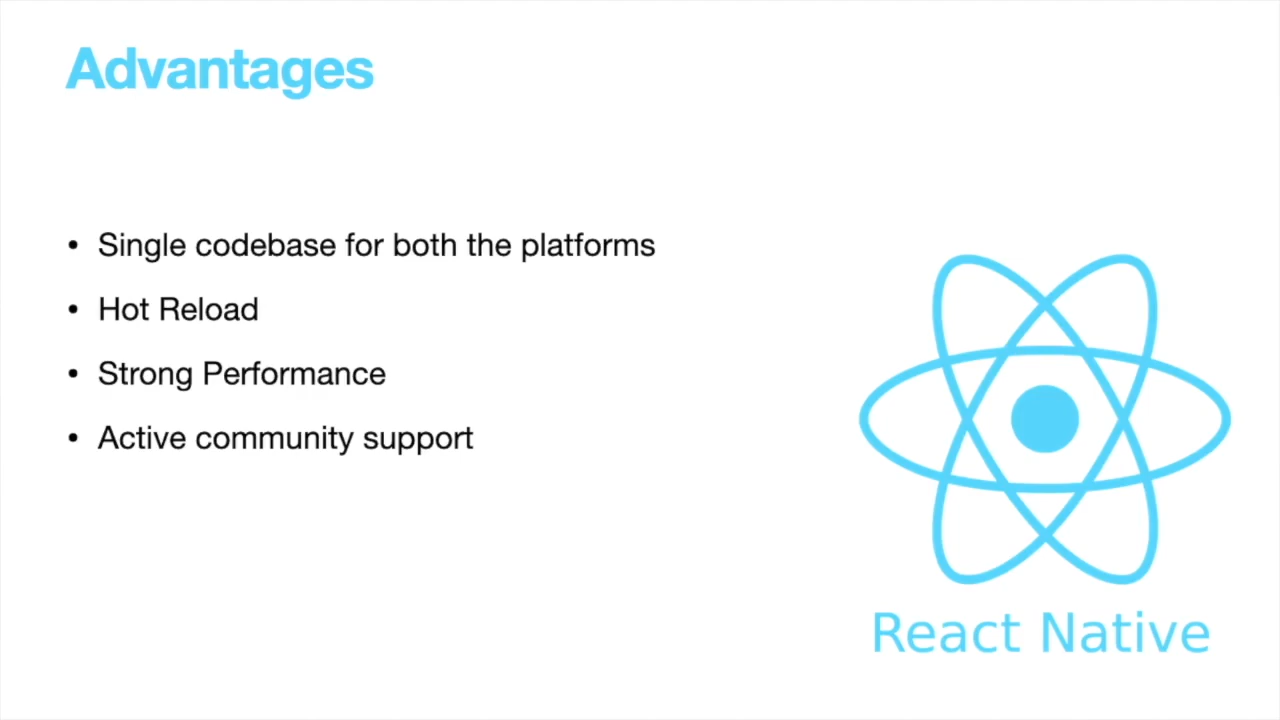 Advantages
• Single codebase for both the platforms
• Hot Reload
• Strong Performance
• Active community support
React Native